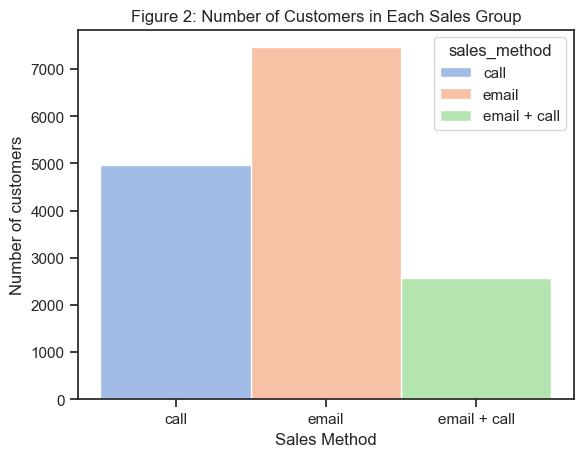 Figure 2: Number of Customers in Each Sales Group
sales_method
call
email
email + call
Number of customers
7000
6000
5000
4000
3000
2000
1000
0
call
email
email + call
Sales Method